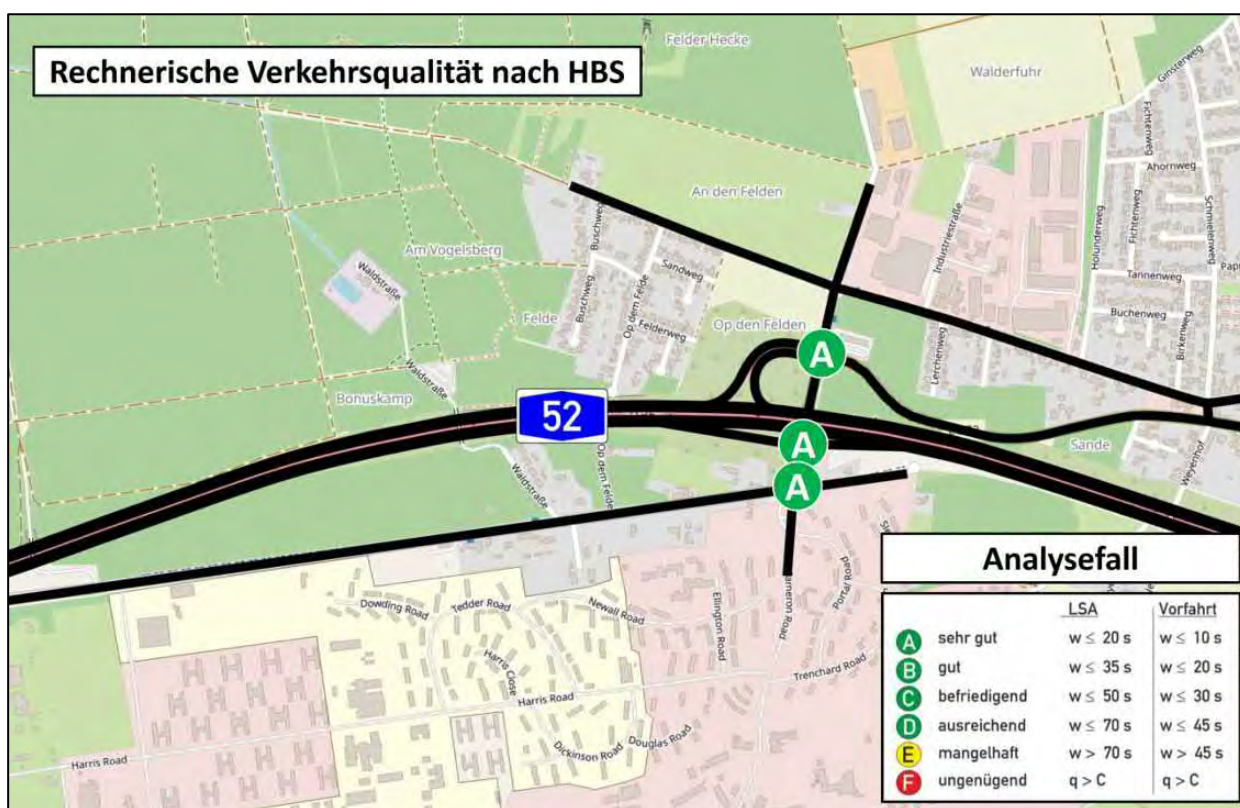 Rechnerische Verkehrsqualität nach HBS
Felder Hecke
Walderfuhr
Ginsterweg
Fichtenweg
Ahornweg
An den Felden
Buschweg
Am Vogelsberg
Waldstraße
Sandweg
Industriestraße
Holunderweg
Fichtenweg
Schmielenweg
Buschweg
Op dem Felde
Tannenweg
Felde
Felderweg
Op den Felden
Buchenweg
Birkenweg
A
Lerchenweg
Waldstraße
Bonuskamp
52
Sande
A
Op dem Felde
Weyenhof
Waldstraße
A
Dowding Road
Tedder Road
Newall Road
Ellington Road
Portal Road
Harris Close
Trenchard Road
Harris Road
Douglas Road
Dickinson Road
Harris Road
Analysefall
LSA Vorfahrt
A sehr gut w ≤ 20 s w ≤ 10 s
B gut w ≤ 35 s w ≤ 20 s
C befriedigend w ≤ 50 s w ≤ 30 s
D ausreichend w ≤ 70 s w ≤ 45 s
E mangelhaft w > 70 s w > 45 s
F ungenügend q > C q > C